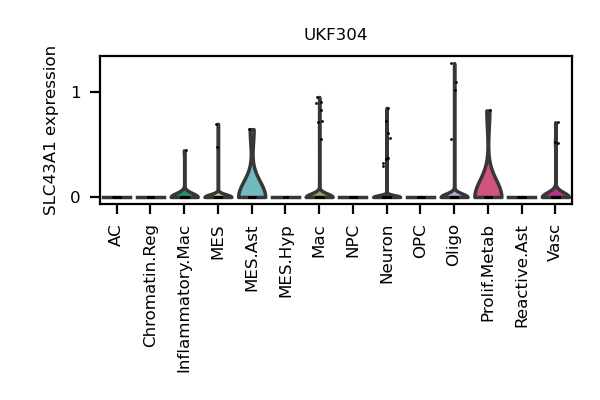 UKF304
SLC43A1 expression
1
0
AC
Chromatin.Reg
Inflammatory.Mac
MES
MES.Ast
MES.Hyp
Mac
NPC
Neuron
OPC
Oligo
Prolif.Metab
Reactive.Ast
Vasc